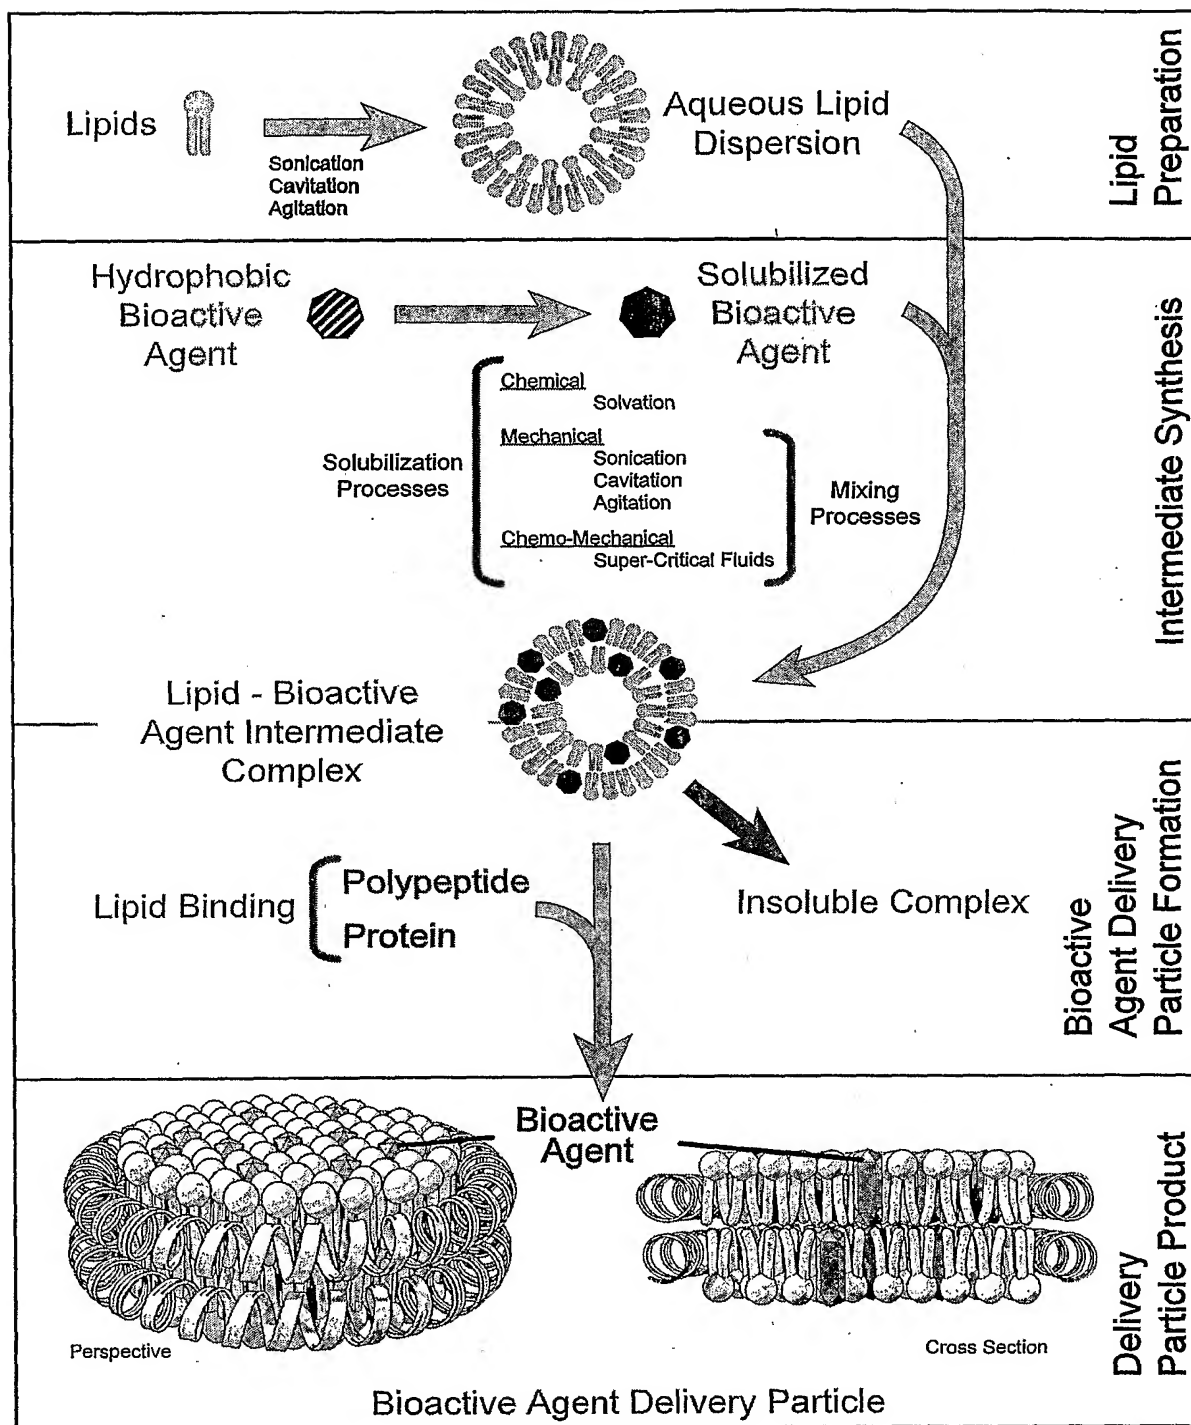 Lipids
Sonication
Cavitation
Agitation
Aqueous Lipid
Dispersion
Lipid
Preparation
Hydrophobic
Bioactive
Agent
Solubilized
Bioactive
Agent
Chemical
Solvation
Mechanical
Sonication
Cavitation
Agitation
Chemo-Mechanical
Super-Critical Fluids
Solubilization
Processes
Mixing
Processes
Intermediate Synthesis
Lipid - Bioactive
Agent Intermediate
Complex
Lipid Binding
Polypeptide
Protein
Insoluble Complex
Bioactive
Agent Delivery
Particle Formation
Bioactive
Agent
Perspective
Cross Section
Delivery
Particle Product
Bioactive Agent Delivery Particle